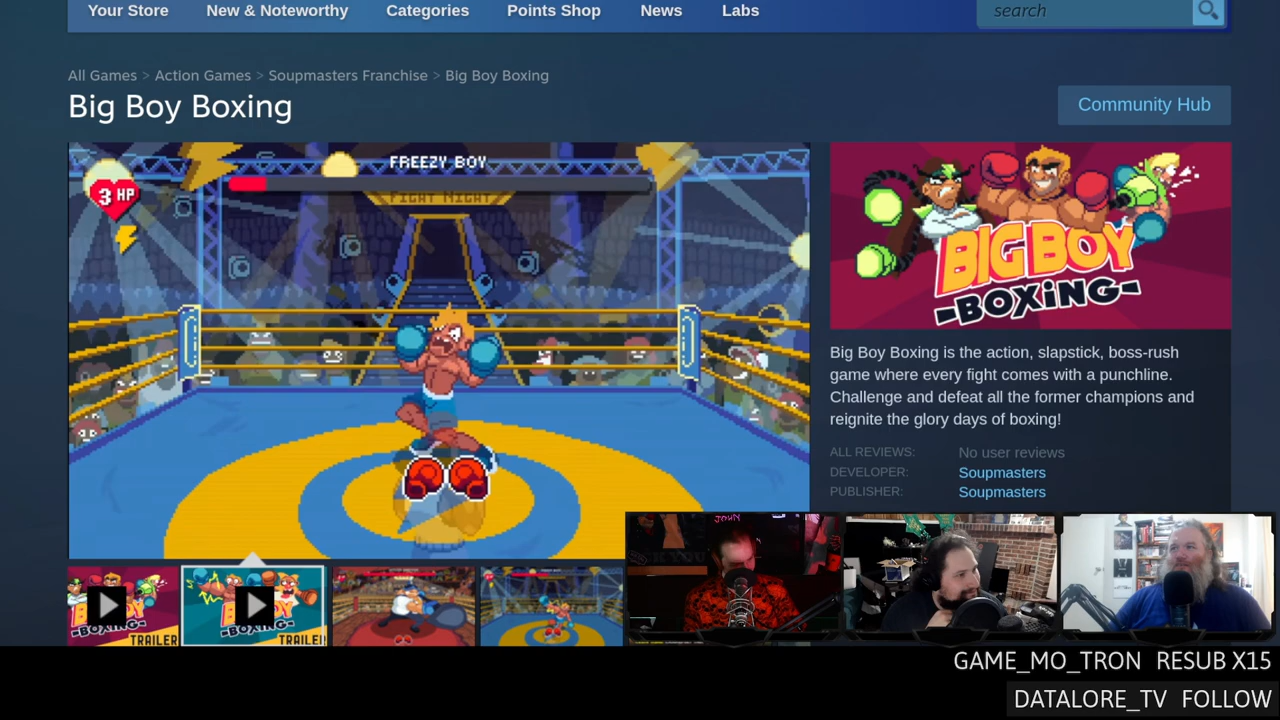 Your Store
New & Noteworthy
Categories
Points Shop
News
Labs
search
All Games > Action Games > Soupmasters Franchise > Big Boy Boxing
Big Boy Boxing
Community Hub
3 HP
FREEZY BOY
FIGHT NIGHT
BIG BOY
-BOXING-
Big Boy Boxing is the action, slapstick, boss-rush
game where every fight comes with a punchline.
Challenge and defeat all the former champions and
reignite the glory days of boxing!
ALL REVIEWS: No user reviews
DEVELOPER: Soupmasters
PUBLISHER: Soupmasters
-BOXING-
TRAILER
-BOXING-
TRAILE
JOHN
GAME_MO_TRON RESUB X15
DATALORE_TV FOLLOW